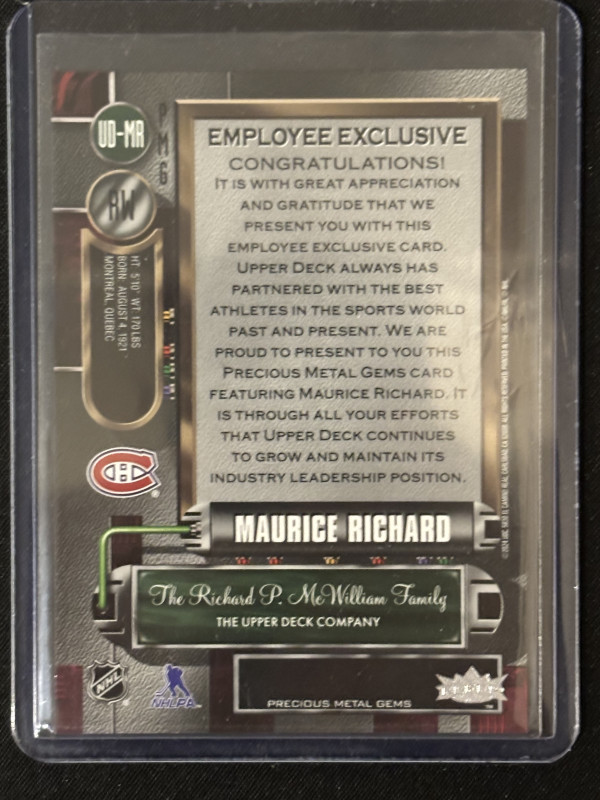 UD-MR
PMG
RW
HT: 5'10" WT: 170 LBS
BORN: AUGUST 4, 1921
MONTREAL, QUEBEC
EMPLOYEE EXCLUSIVE
CONGRATULATIONS!
IT IS WITH GREAT APPRECIATION
AND GRATITUDE THAT WE
PRESENT YOU WITH THIS
EMPLOYEE EXCLUSIVE CARD.
UPPER DECK ALWAYS HAS
PARTNERED WITH THE BEST
ATHLETES IN THE SPORTS WORLD
PAST AND PRESENT. WE ARE
PROUD TO PRESENT TO YOU THIS
PRECIOUS METAL GEMS CARD
FEATURING MAURICE RICHARD. IT
IS THROUGH ALL YOUR EFFORTS
THAT UPPER DECK CONTINUES
TO GROW AND MAINTAIN ITS
INDUSTRY LEADERSHIP POSITION.
MAURICE RICHARD
The Richard P. McWilliam Family
THE UPPER DECK COMPANY
NHL
NHLPA
PRECIOUS METAL GEMS